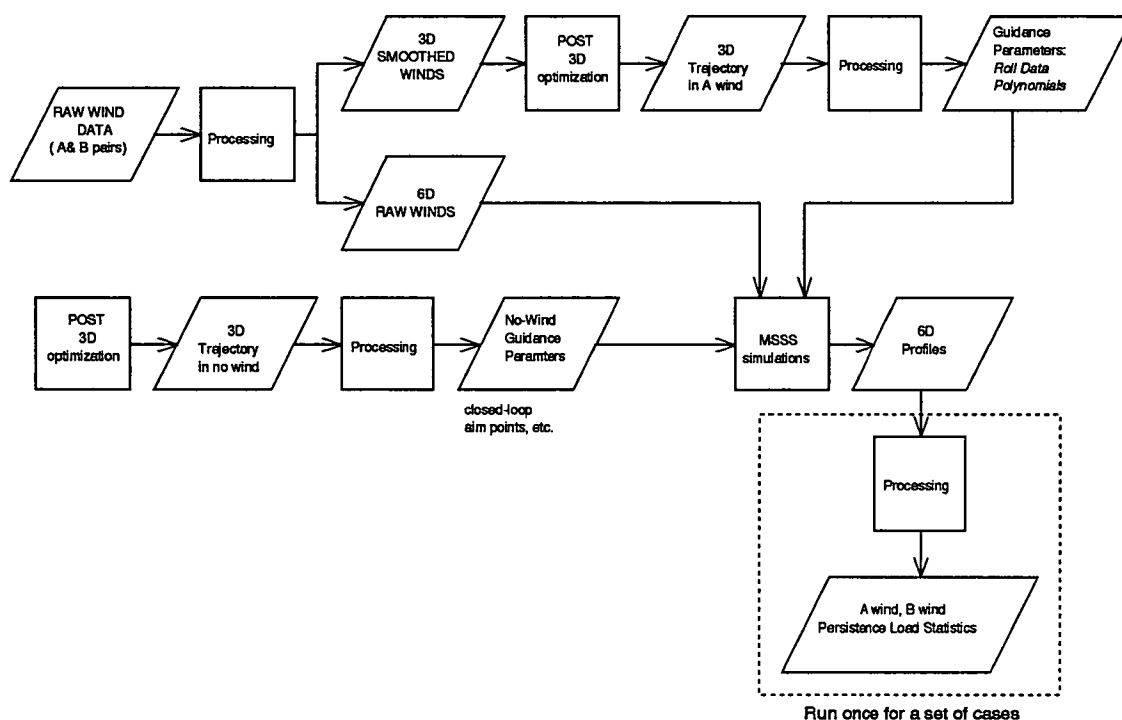 RAW WIND
DATA
( A& B pairs)
Processing
3D
SMOOTHED
WINDS
POST
3D
optimization
3D
Trajectory
in A wind
Processing
Guidance
Parameters:
Roll Data
Polynomials
6D
RAW WINDS
POST
3D
optimization
3D
Trajectory
in no wind
Processing
No-Wind
Guidance
Paramters
closed-loop
aim points, etc.
MSSS
simulations
6D
Profiles
Processing
A wind, B wind
Persistence Load Statistics
Run once for a set of cases